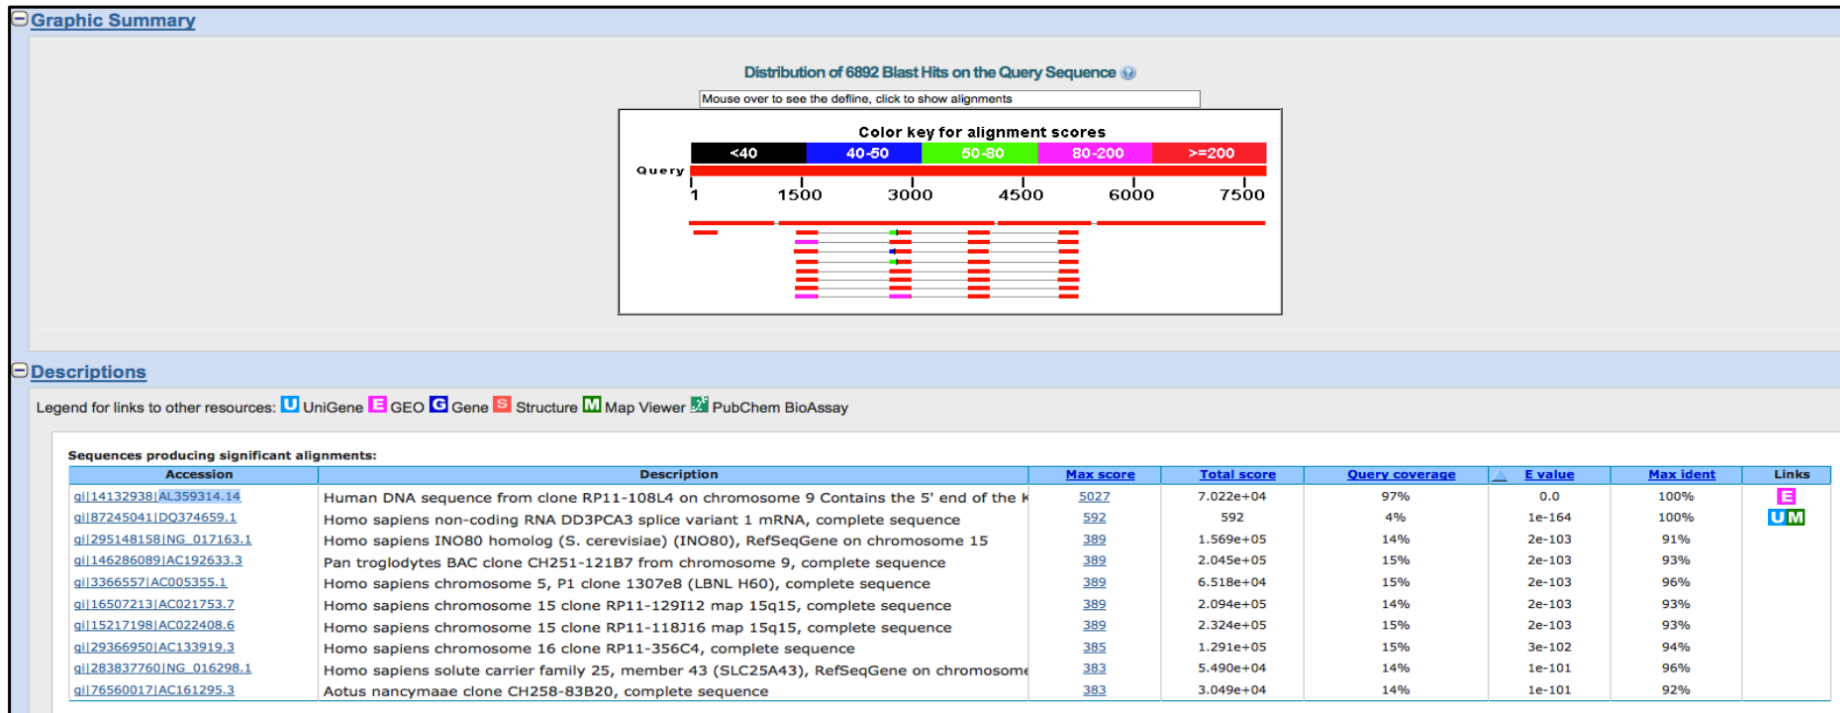 Graphic Summary
Distribution of 6892 Blast Hits on the Query Sequence
Mouse over to see the defline, click to show alignments
Color key for alignment scores
<40 40-50 50-80 80-200 >=200
Query
1 1500 3000 4500 6000 7500
Descriptions
Legend for links to other resources: U UniGene E GEO G Gene S Structure M Map Viewer PubChem BioAssay
Sequences producing significant alignments:
Accession Description Max score Total score Query coverage E value Max ident Links
gi|14132938|AL359314.14 Human DNA sequence from clone RP11-108L4 on chromosome 9 Contains the 5' end of the K 5027 7.022e+04 97% 0.0 100% E
gi|87245041|DQ374659.1 Homo sapiens non-coding RNA DD3PCA3 splice variant 1 mRNA, complete sequence 592 592 4% 1e-164 100% U M
gi|295148158|NG_017163.1 Homo sapiens INO80 homolog (S. cerevisiae) (INO80), RefSeqGene on chromosome 15 389 1.569e+05 14% 2e-103 91%
gi|146286089|AC192633.3 Pan troglodytes BAC clone CH251-121B7 from chromosome 9, complete sequence 389 2.045e+05 15% 2e-103 93%
gi|3366557|AC005355.1 Homo sapiens chromosome 5, P1 clone 1307e8 (LBNL H60), complete sequence 389 6.518e+04 15% 2e-103 96%
gi|16507213|AC021753.7 Homo sapiens chromosome 15 clone RP11-129I12 map 15q15, complete sequence 389 2.094e+05 14% 2e-103 93%
gi|15217198|AC022408.6 Homo sapiens chromosome 15 clone RP11-118J16 map 15q15, complete sequence 389 2.324e+05 15% 2e-103 93%
gi|29366950|AC133919.3 Homo sapiens chromosome 16 clone RP11-356C4, complete sequence 385 1.291e+05 15% 3e-102 94%
gi|283837760|NG_016298.1 Homo sapiens solute carrier family 25, member 43 (SLC25A43), RefSeqGene on chromosome 383 5.490e+04 14% 1e-101 96%
gi|76560017|AC161295.3 Aotus nancymaae clone CH258-83B20, complete sequence 383 3.049e+04 14% 1e-101 92%